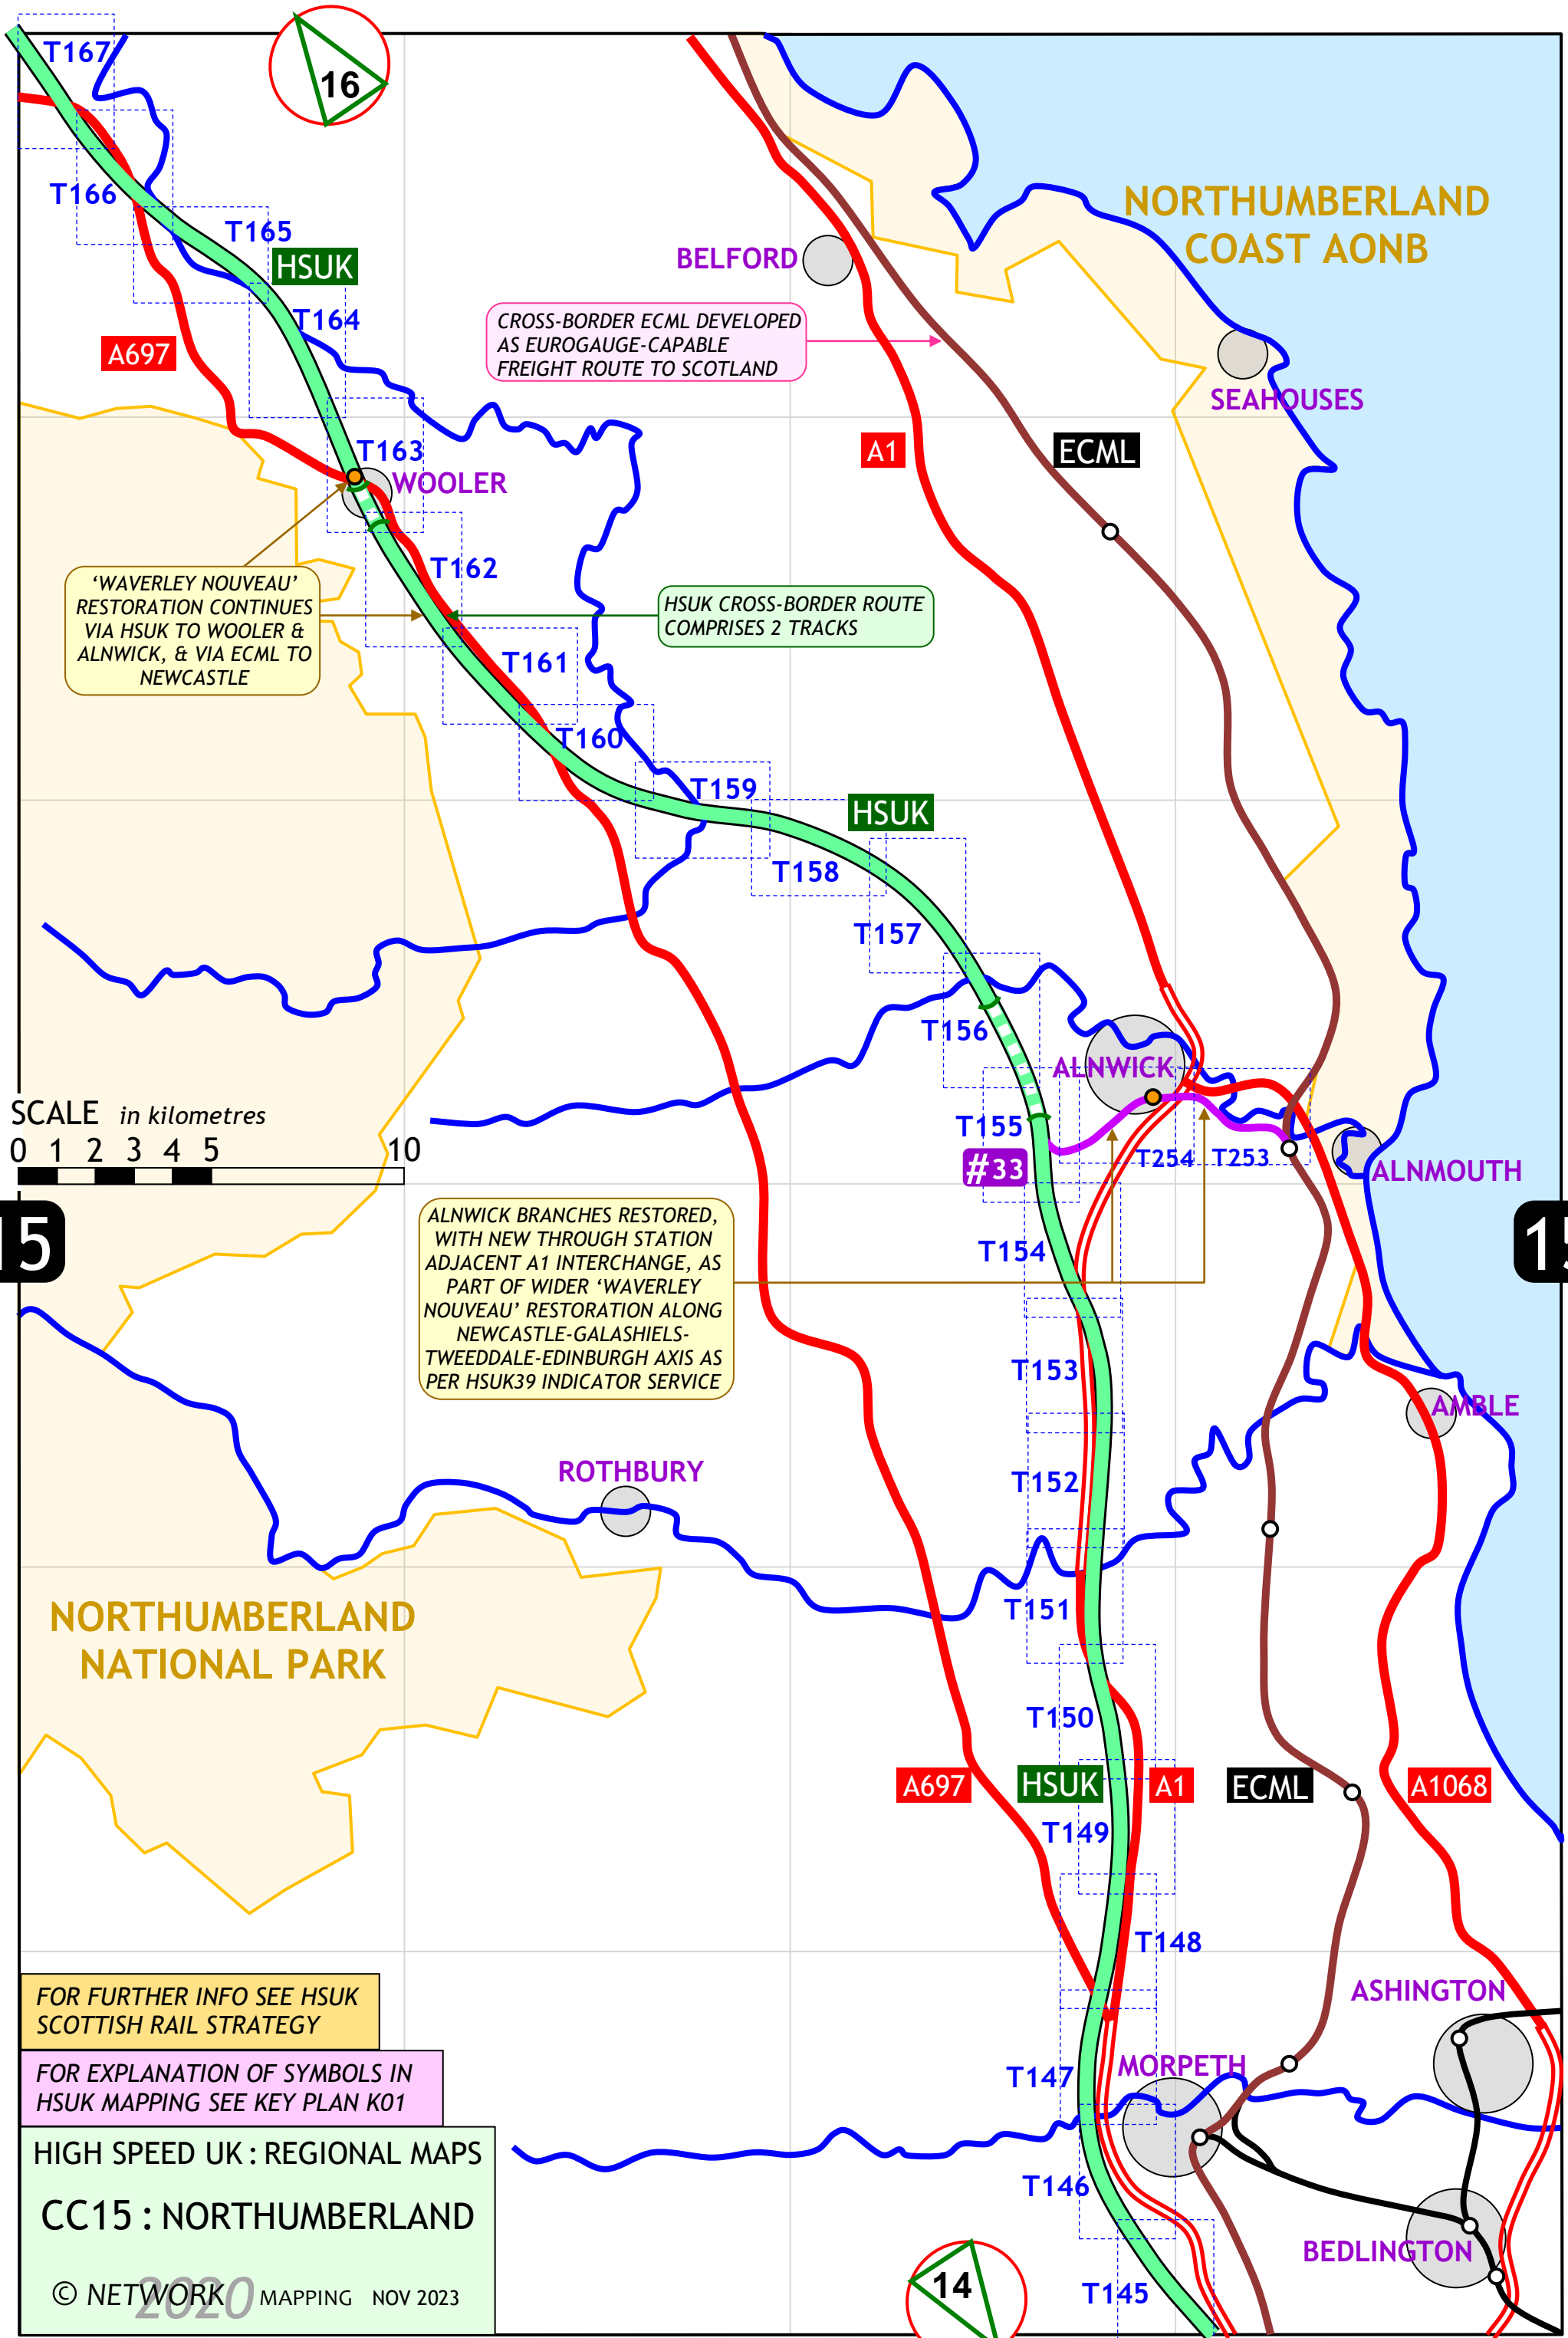 T167
16
T166
T165
HSUK
NORTHUMBERLAND
COAST AONB
BELFORD
T164
A697
CROSS-BORDER ECML DEVELOPED
AS EUROGAUGE-CAPABLE
FREIGHT ROUTE TO SCOTLAND
SEAHOUSES
T163
A1
ECML
WOOLER
T162
‘WAVERLEY NOUVEAU’
RESTORATION CONTINUES
VIA HSUK TO WOOLER &
ALNWICK, & VIA ECML TO
NEWCASTLE
HSUK CROSS-BORDER ROUTE
COMPRISES 2 TRACKS
T161
T160
T159
HSUK
T158
T157
T156
ALNWICK
SCALE in kilometres
0 1 2 3 4 5 10
T155
#33
T254
T253
ALNMOUTH
15
15
ALNWICK BRANCHES RESTORED,
WITH NEW THROUGH STATION
ADJACENT A1 INTERCHANGE, AS
PART OF WIDER ‘WAVERLEY
NOUVEAU’ RESTORATION ALONG
NEWCASTLE-GALASHIELS-
TWEEDDALE-EDINBURGH AXIS AS
PER HSUK39 INDICATOR SERVICE
T154
T153
AMBLE
ROTHBURY
T152
T151
NORTHUMBERLAND
NATIONAL PARK
T150
A697
HSUK
A1
ECML
A1068
T149
T148
FOR FURTHER INFO SEE HSUK
SCOTTISH RAIL STRATEGY
ASHINGTON
FOR EXPLANATION OF SYMBOLS IN
HSUK MAPPING SEE KEY PLAN K01
T147
MORPETH
HIGH SPEED UK : REGIONAL MAPS
CC15 : NORTHUMBERLAND
© NETWORK 2020 MAPPING NOV 2023
T146
BEDLINGTON
14
T145